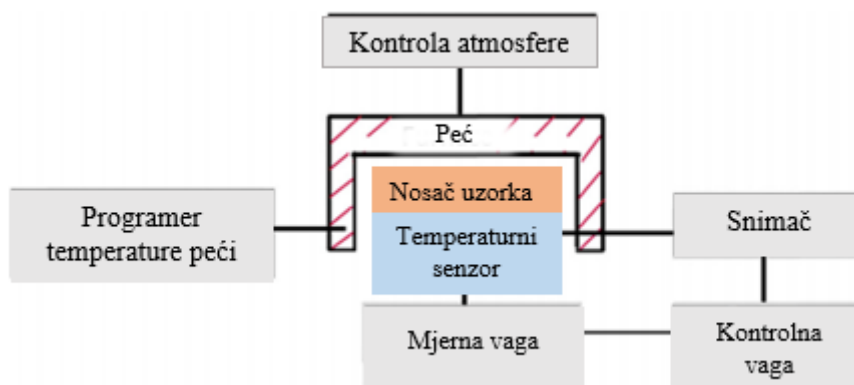 Kontrola atmosfere
Peć
Nosač uzorka
Programer
temperature peći
Temperaturni
senzor
Snimač
Mjerna vaga
Kontrolna
vaga